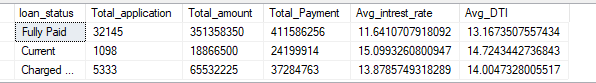 loan_status Total_application Total_amount Total_Payment Avg_intrest_rate Avg_DTI
Fully Paid 32145 351358350 411586256 11.6410707918092 13.1673507557434
Current 1098 18866500 24199914 15.0993260800947 14.7243442736843
Charged ... 5333 65532225 37284763 13.8785749318289 14.0047328005517